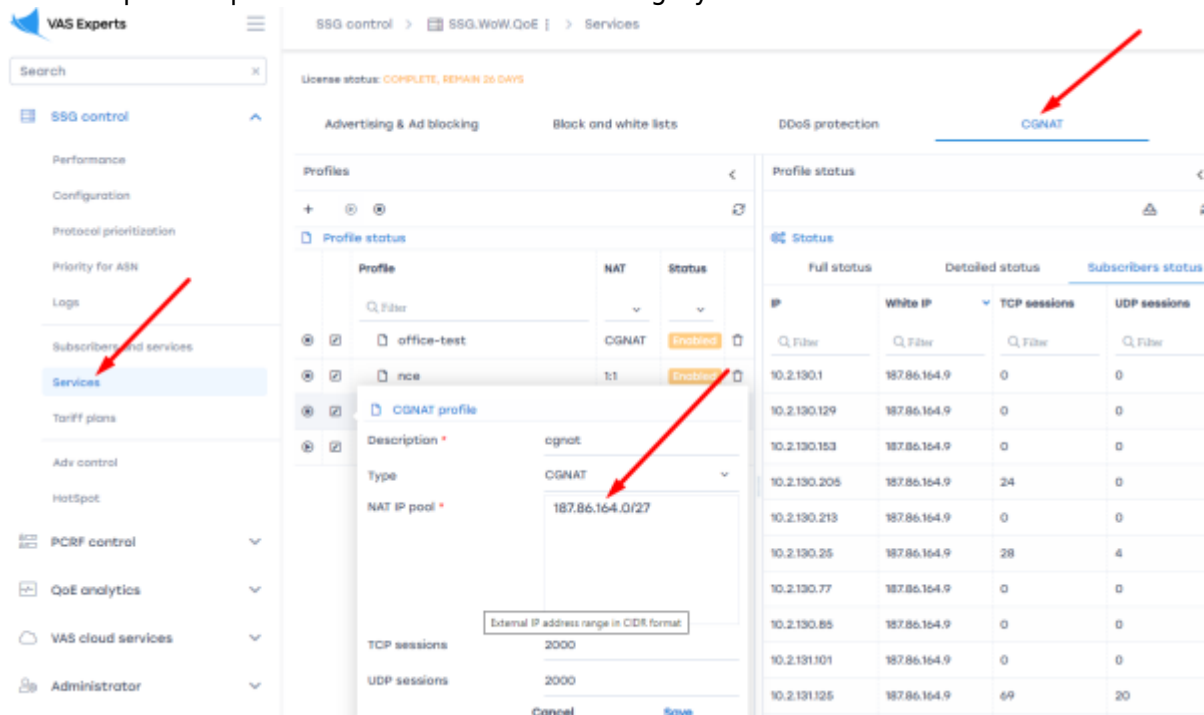 VAS Experts
SSG control > SSG.WoW.QoE > Services
Search
License status: COMPLETE, REMAIN 26 DAYS
SSG control
Performance
Configuration
Protocol prioritization
Priority for ASN
Logs
Subscribers and services
Services
Tariff plans
Adv control
HotSpot
PCRF control
QoE analytics
VAS cloud services
Administrator
Advertising & Ad blocking Black and white lists DDoS protection CGNAT
Profiles
Profile status
Profile NAT Status
Filter
office-test CGNAT Enabled
nce 1:1 Enabled
CGNAT profile
Description * cgnat
Type CGNAT
NAT IP pool * 187.86.164.0/27
External IP address range in CIDR format
TCP sessions 2000
UDP sessions 2000
Cancel Save
Profile status
Status
Full status Detailed status Subscribers status
IP White IP TCP sessions UDP sessions
Filter Filter Filter Filter
10.2.130.1 187.86.164.9 0 0
10.2.130.129 187.86.164.9 0 0
10.2.130.153 187.86.164.9 0 0
10.2.130.205 187.86.164.9 24 0
10.2.130.213 187.86.164.9 0 0
10.2.130.25 187.86.164.9 28 4
10.2.130.77 187.86.164.9 0 0
10.2.130.85 187.86.164.9 0 0
10.2.131.101 187.86.164.9 0 0
10.2.131.125 187.86.164.9 69 20